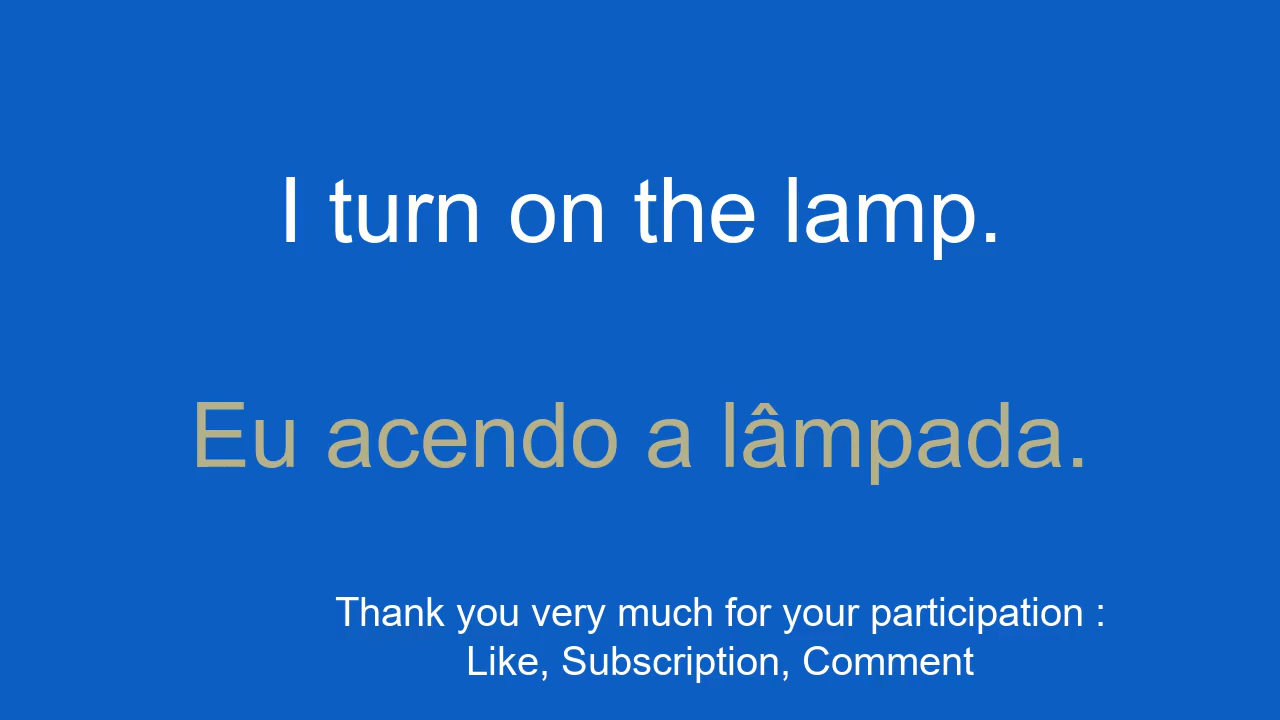 I turn on the lamp.
Eu acendo a lâmpada.
Thank you very much for your participation :
Like, Subscription, Comment